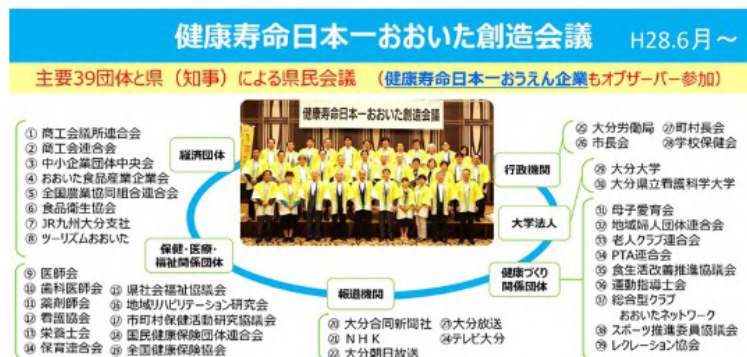 健康寿命日本一おおいた創造会議 H28.6月～
主要39団体と県（知事）による県民会議 （健康寿命日本一おうえん企業もオブザーバー参加）
健康寿命日本一おおいた創造会議
経済団体
① 商工会議所連合会
② 商工会連合会
③ 中小企業団体中央会
④ おおいた食品産業企業会
⑤ 全国農業協同組合連合会
⑥ 食品衛生協会
⑦ JR九州大分支社
⑧ ツーリズムおおいた
保健・医療・
福祉関係団体
⑨ 医師会
⑩ 歯科医師会
⑪ 薬剤師会
⑫ 看護協会
⑬ 栄養士会
⑭ 保育連合会
⑮ 県社会福祉協議会
⑯ 地域リハビリテーション研究会
⑰ 市町村保健活動研究協議会
⑱ 国民健康保険団体連合会
⑲ 全国健康保険協会
報道機関
⑳ 大分合同新聞社 ㉓大分放送
㉑ ＮＨＫ ㉔テレビ大分
㉒ 大分朝日放送
行政機関
㉕ 大分労働局 ㉗町村長会
㉖ 市長会 ㉘学校保健会
大学法人
㉙ 大分大学
㉚ 大分県立看護科学大学
健康づくり
関係団体
㉛ 母子愛育会
㉜ 地域婦人団体連合会
㉝ 老人クラブ連合会
㉞ PTA連合会
㉟ 食生活改善推進協議会
㊱ 運動指導士会
㊲ 総合型クラブ
おおいたネットワーク
㊳ スポーツ推進委員協議会
㊴ レクレーション協会